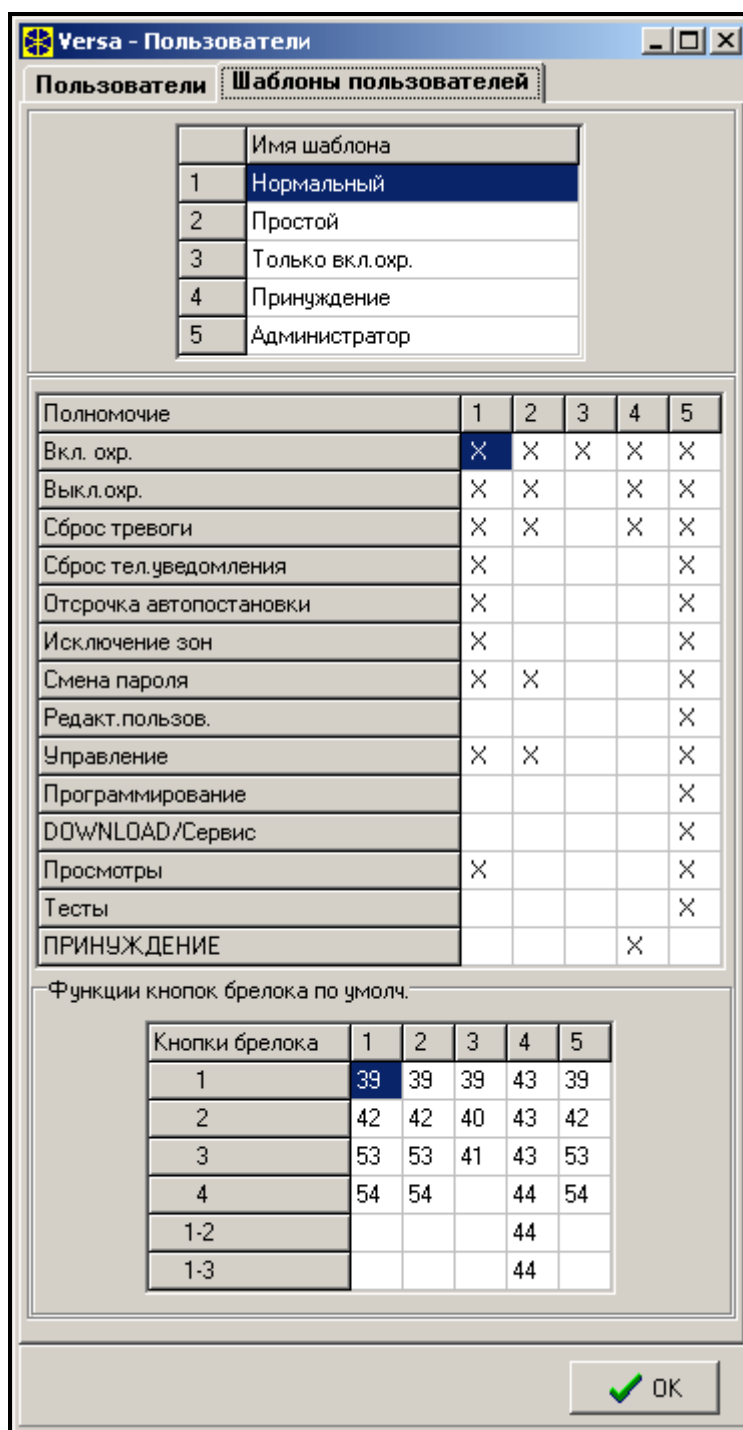 Versa - Пользователи
Пользователи Шаблоны пользователей
Имя шаблона
1 Нормальный
2 Простой
3 Только вкл.охр.
4 Принуждение
5 Администратор
Полномочие 1 2 3 4 5
Вкл. охр. X X X X X
Выкл.охр. X X X X
Сброс тревоги X X X X
Сброс тел.уведомления X X
Отсрочка автопостановки X X
Исключение зон X X
Смена пароля X X X
Редакт.пользов. X
Управление X X X
Программирование X
DOWNLOAD/Сервис X
Просмотры X X
Тесты X
ПРИНУЖДЕНИЕ X
Функции кнопок брелока по умолч.
Кнопки брелока 1 2 3 4 5
1 39 39 39 43 39
2 42 42 40 43 42
3 53 53 41 43 53
4 54 54 44 54
1-2 44
1-3 44
OK